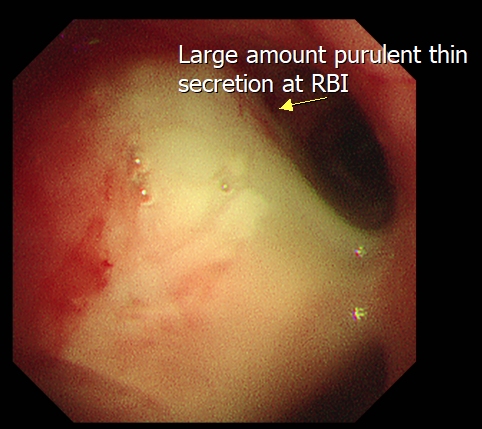 Large amount purulent thin
secretion at RBI